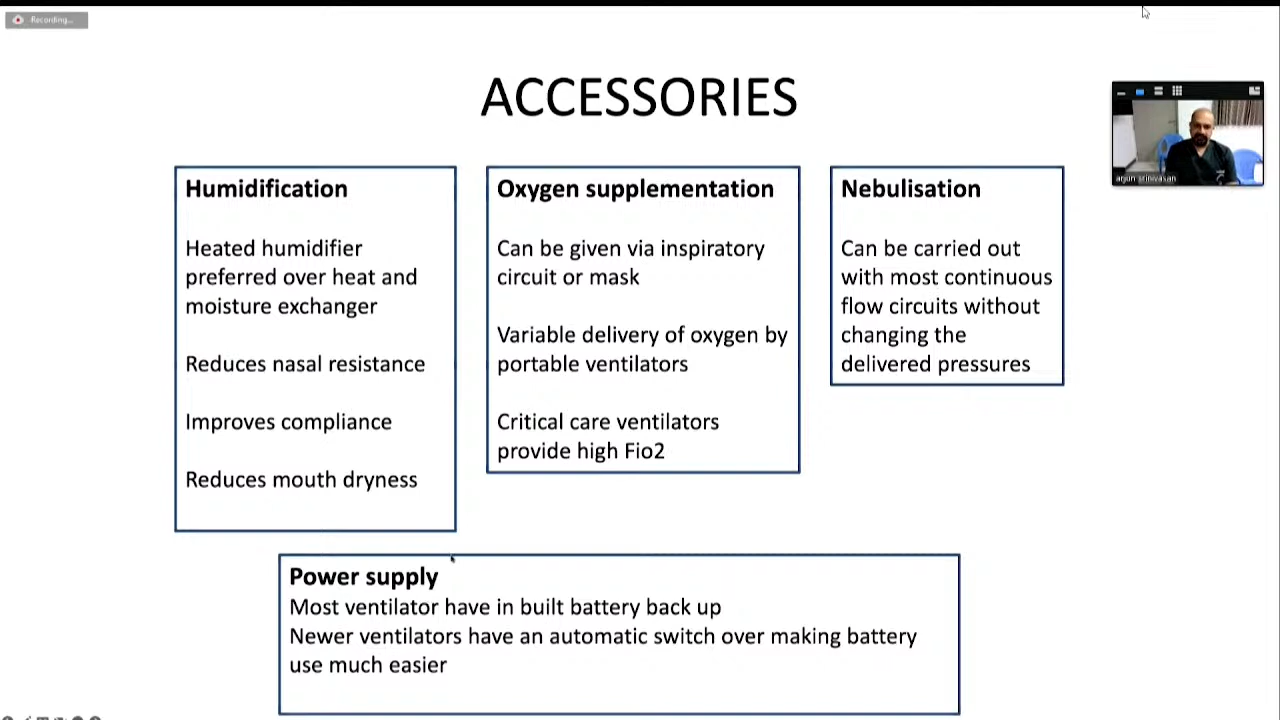 Recording...
ACCESSORIES
Humidification
Heated humidifier
preferred over heat and
moisture exchanger
Reduces nasal resistance
Improves compliance
Reduces mouth dryness
Oxygen supplementation
Can be given via inspiratory
circuit or mask
Variable delivery of oxygen by
portable ventilators
Critical care ventilators
provide high Fio2
Nebulisation
Can be carried out
with most continuous
flow circuits without
changing the
delivered pressures
arjun srinivasan
Power supply
Most ventilator have in built battery back up
Newer ventilators have an automatic switch over making battery
use much easier